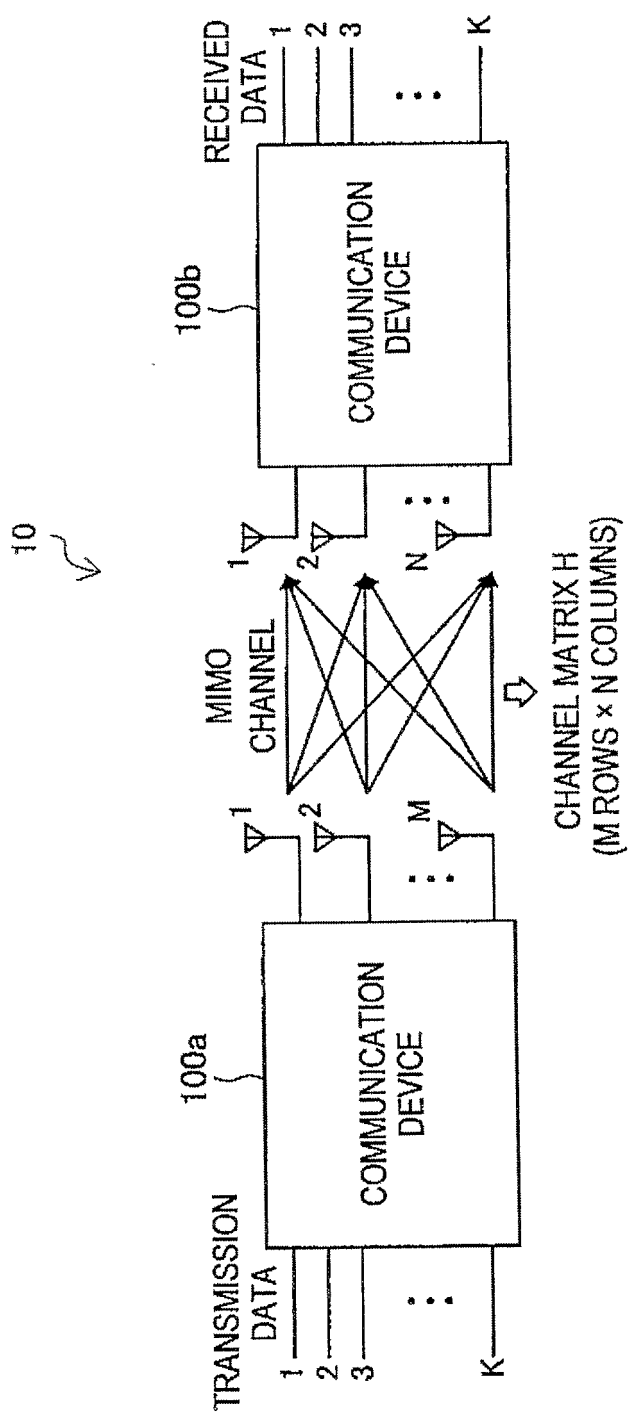 10
TRANSMISSION
DATA
1
2
3
K
100a
COMMUNICATION
DEVICE
1
2
M
MIMO
CHANNEL
CHANNEL MATRIX H
(M ROWS × N COLUMNS)
1
2
N
100b
COMMUNICATION
DEVICE
RECEIVED
DATA
1
2
3
K